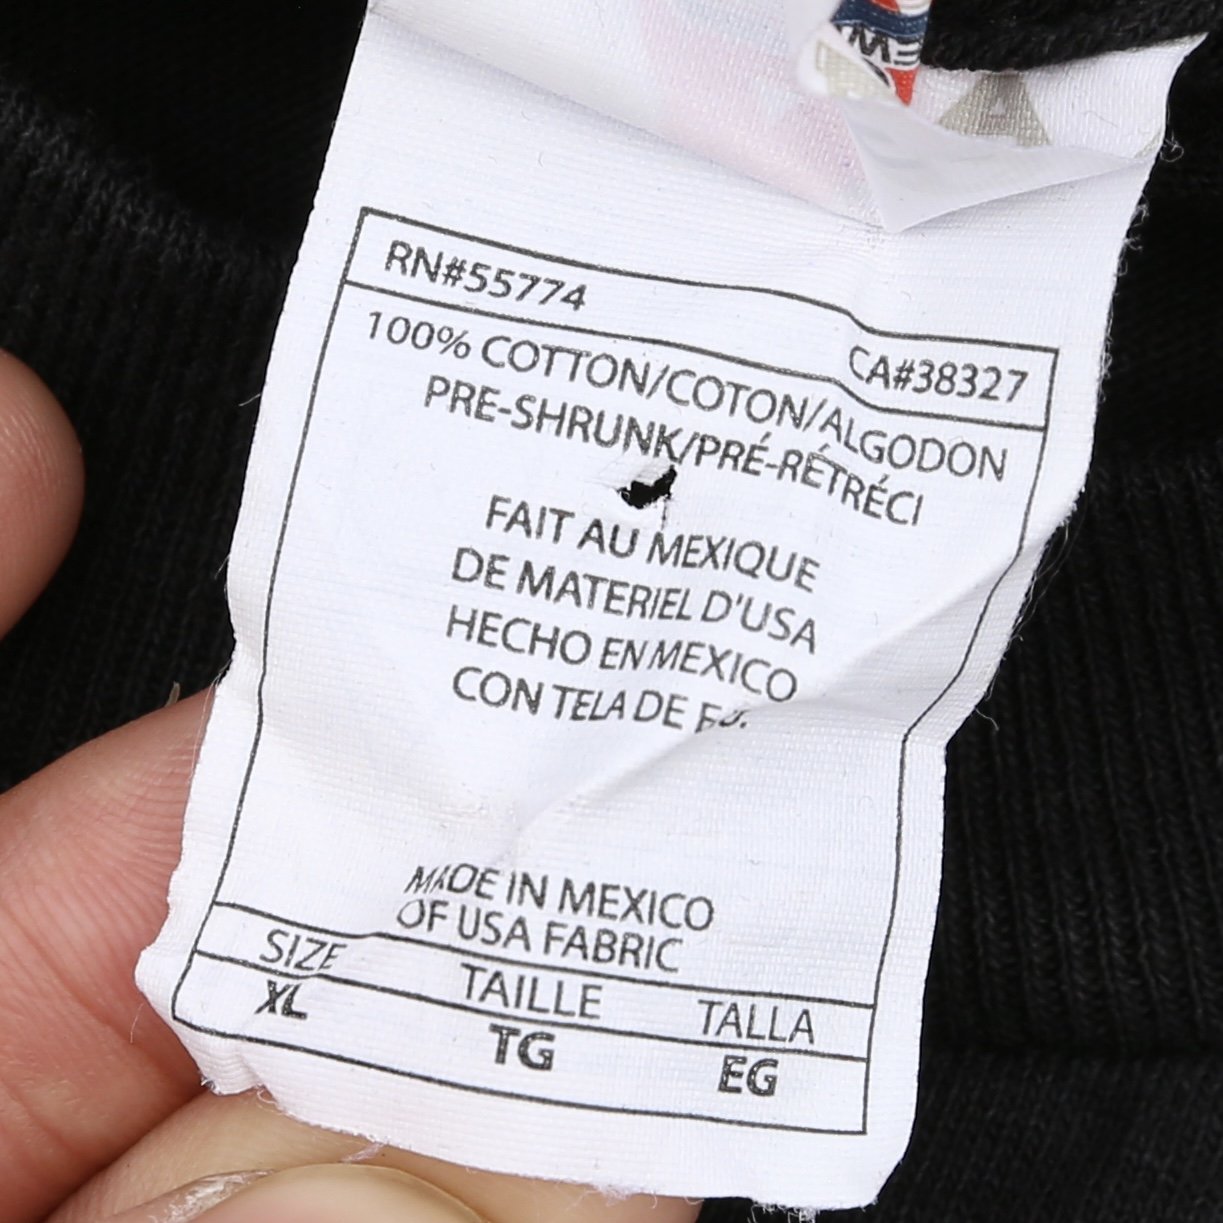 RN#55774
CA#38327
100% COTTON/COTON/ALGODON
PRE-SHRUNK/PRÉ-RÉTRÉCI
FAIT AU MEXIQUE
DE MATERIEL D'USA
HECHO EN MEXICO
CON TELA DE
MADE IN MEXICO
OF USA FABRIC
SIZE TAILLE TALLA
XL TG EG